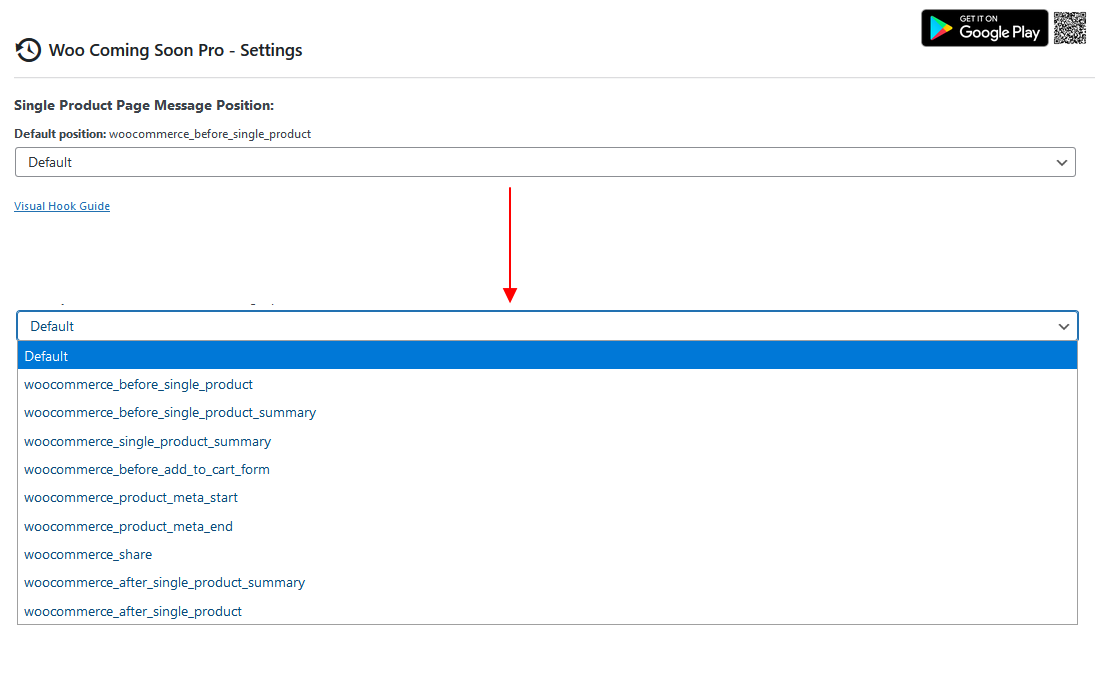 GET IT ON
Google Play
Woo Coming Soon Pro - Settings
Single Product Page Message Position:
Default position: woocommerce_before_single_product
Default
Visual Hook Guide
Default
Default
woocommerce_before_single_product
woocommerce_before_single_product_summary
woocommerce_single_product_summary
woocommerce_before_add_to_cart_form
woocommerce_product_meta_start
woocommerce_product_meta_end
woocommerce_share
woocommerce_after_single_product_summary
woocommerce_after_single_product